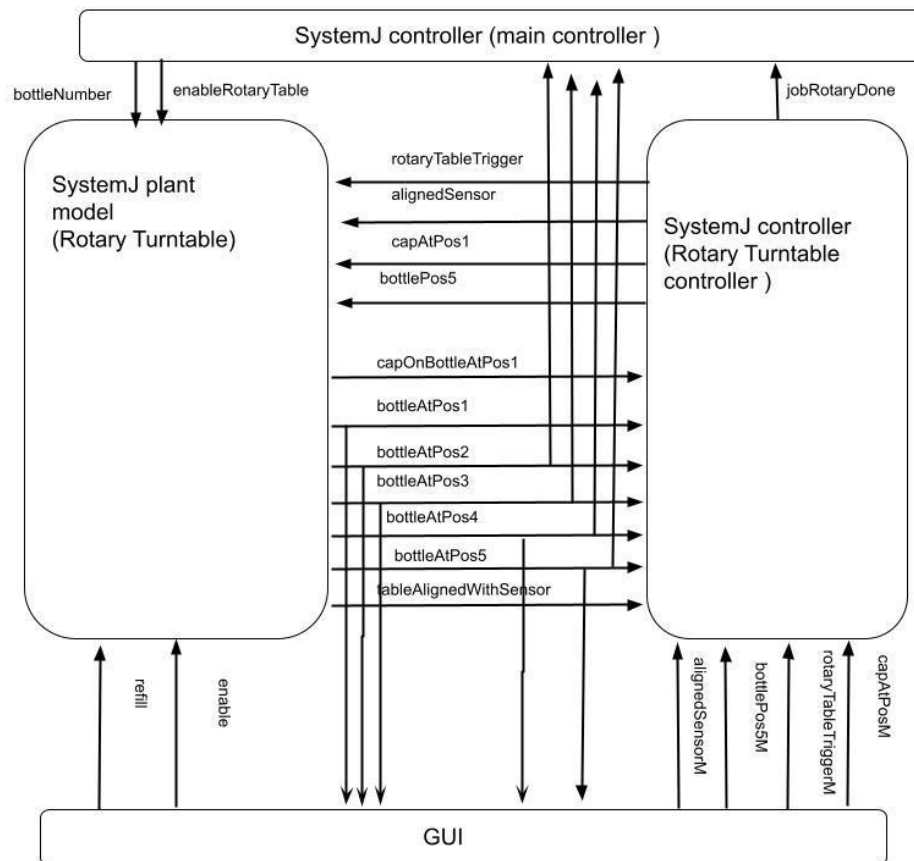 SystemJ controller (main controller )
bottleNumber
enableRotaryTable
jobRotaryDone
SystemJ plant
model
(Rotary Turntable)
rotaryTableTrigger
alignedSensor
capAtPos1
bottlePos5
SystemJ controller
(Rotary Turntable
controller )
capOnBottleAtPos1
bottleAtPos1
bottleAtPos2
bottleAtPos3
bottleAtPos4
bottleAtPos5
tableAlignedWithSensor
refill
enable
alignedSensorM
bottlePos5M
rotaryTableTriggerM
capAtPosM
GUI